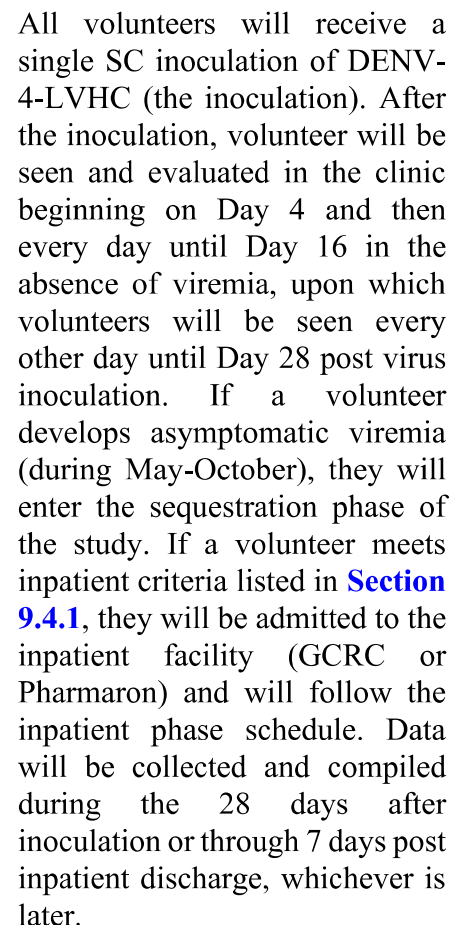 All volunteers will receive a
single SC inoculation of DENV-
4-LVHC (the inoculation). After
the inoculation, volunteer will be
seen and evaluated in the clinic
beginning on Day 4 and then
every day until Day 16 in the
absence of viremia, upon which
volunteers will be seen every
other day until Day 28 post virus
inoculation. If a volunteer
develops asymptomatic viremia
(during May-October), they will
enter the sequestration phase of
the study. If a volunteer meets
inpatient criteria listed in Section
9.4.1, they will be admitted to the
inpatient facility (GCRC or
Pharmaron) and will follow the
inpatient phase schedule. Data
will be collected and compiled
during the 28 days after
inoculation or through 7 days post
inpatient discharge, whichever is
later.